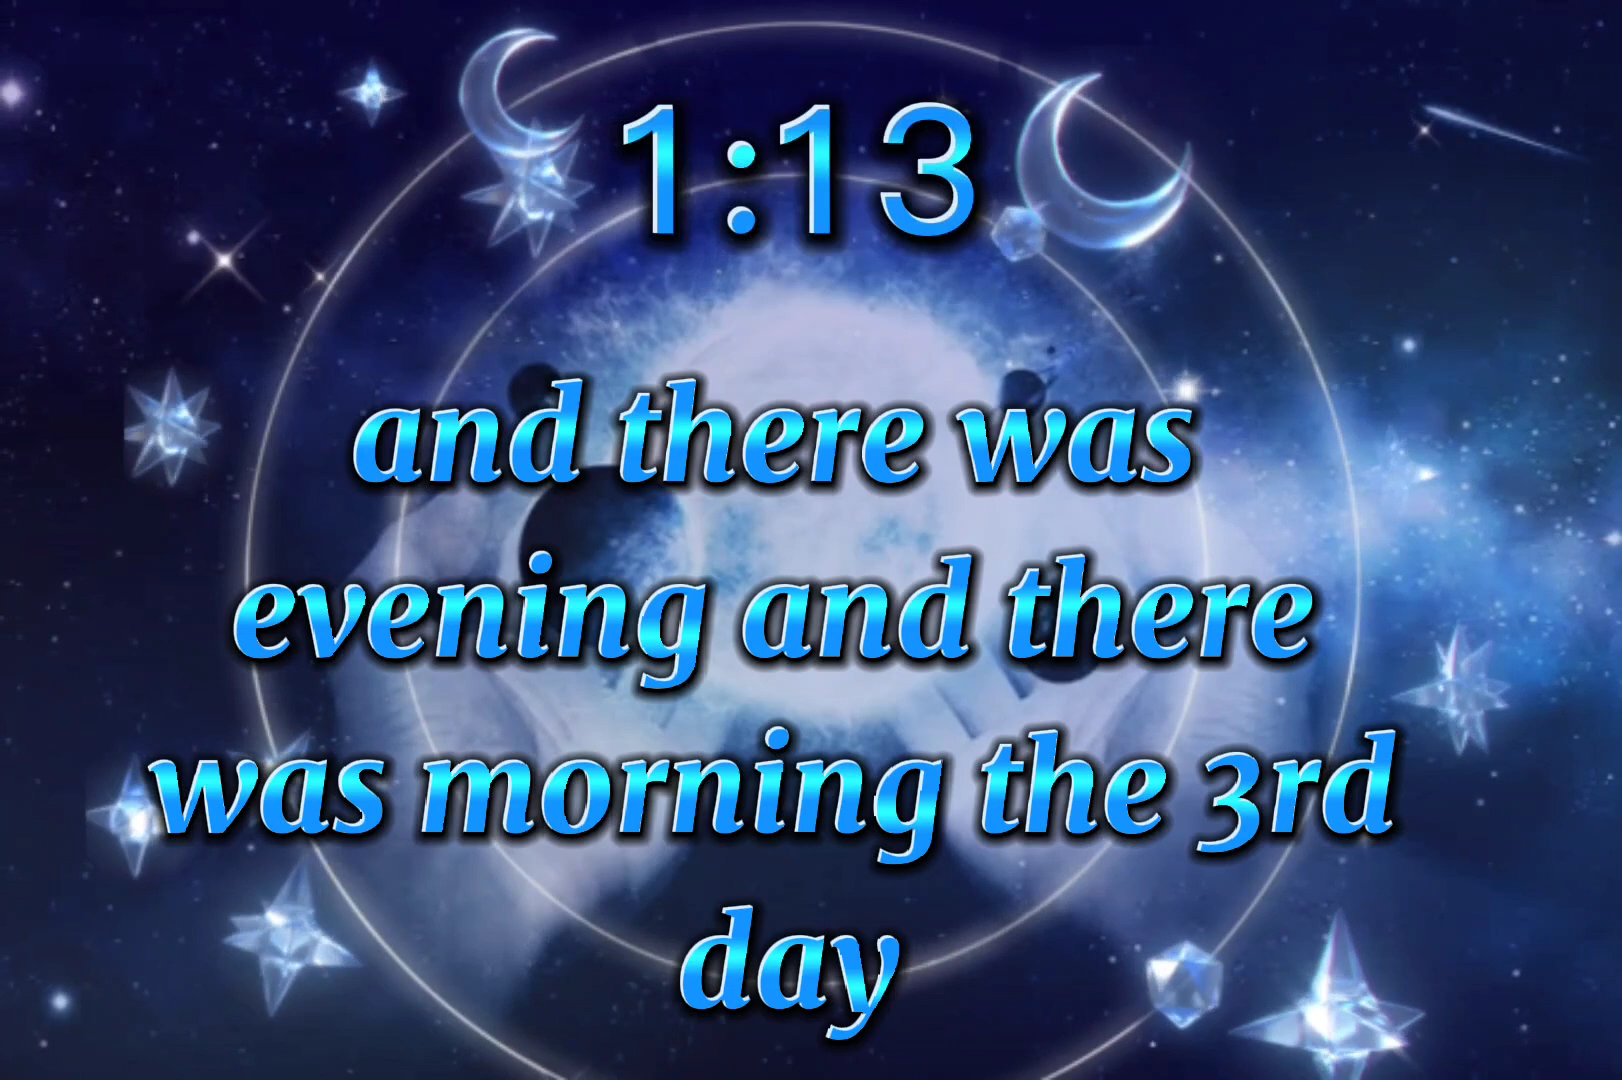 1:13
and there was
evening and there
was morning the 3rd
day